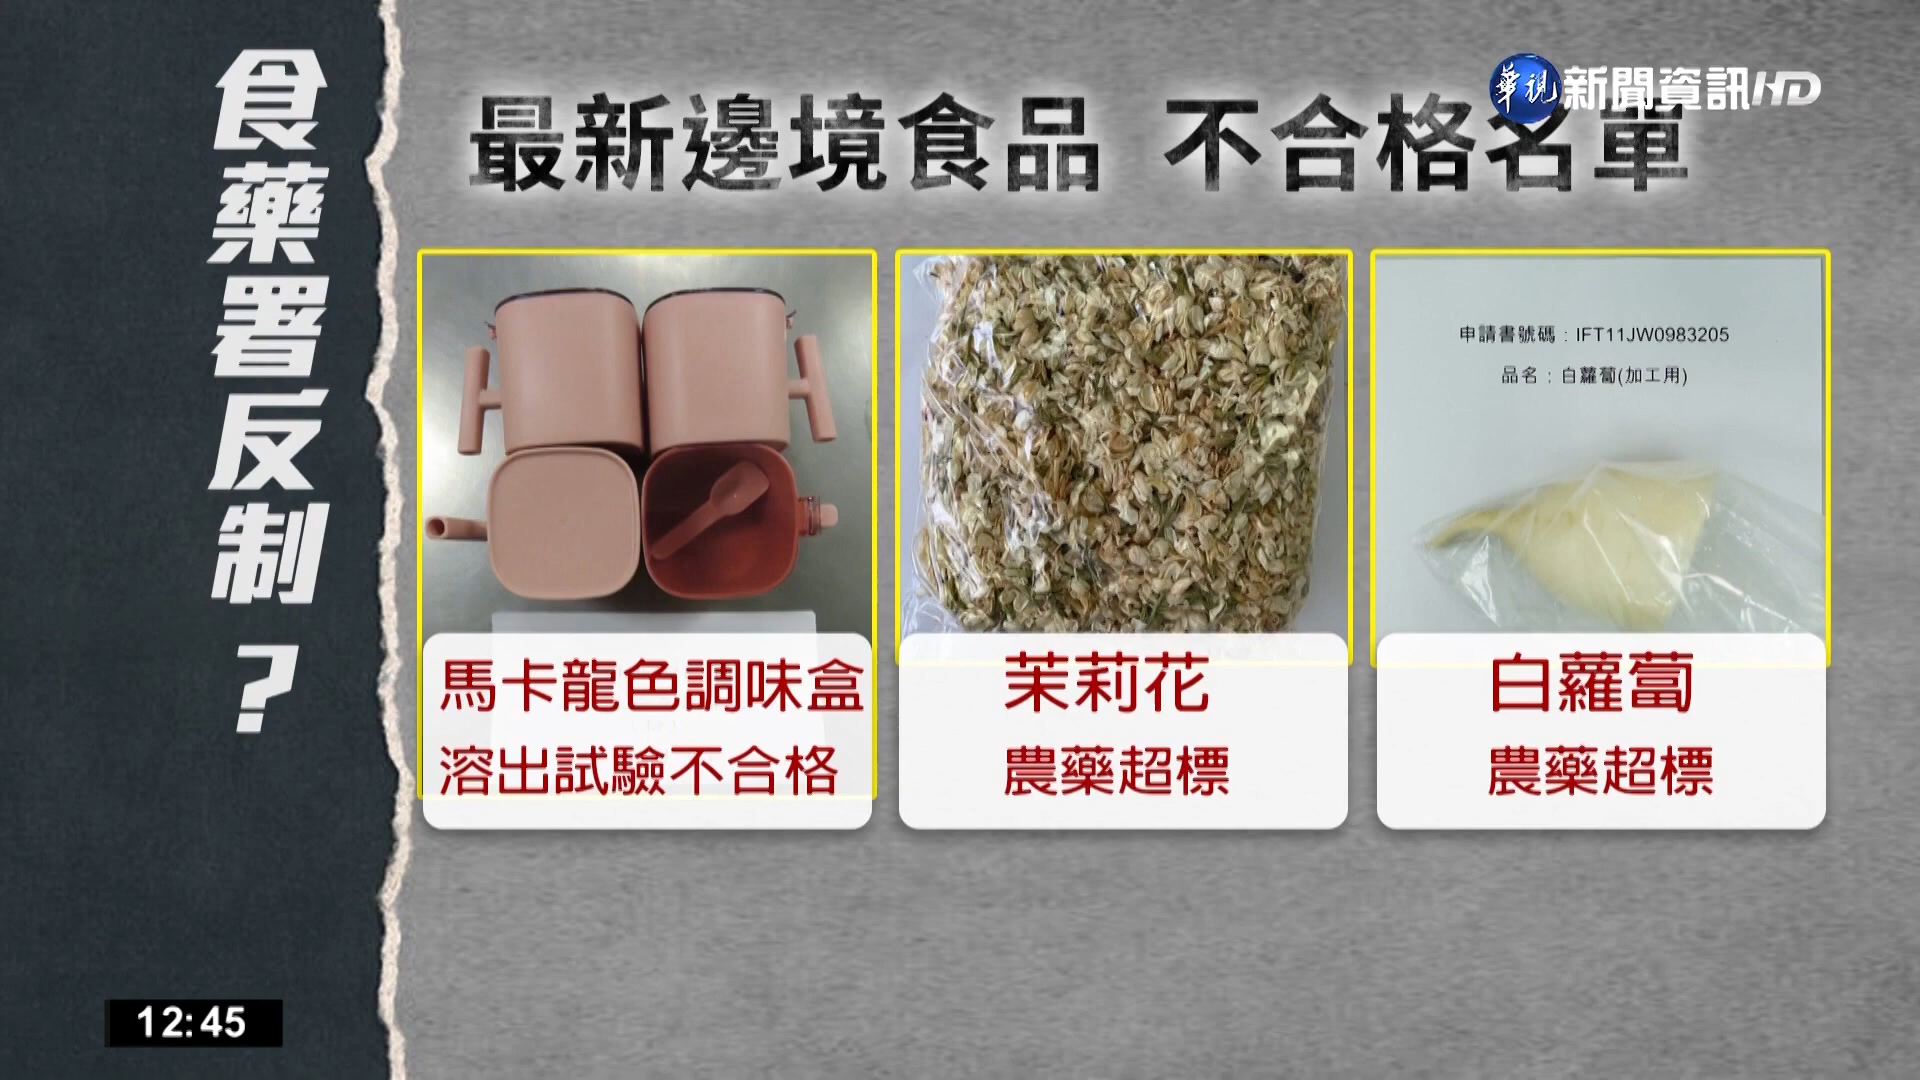 食藥署反制？
華視新聞資訊HD
最新邊境食品 不合格名單
馬卡龍色調味盒
溶出試驗不合格
茉莉花
農藥超標
申請書號碼：IFT11JW0983205
品名：白蘿蔔(加工用)
白蘿蔔
農藥超標
12:45